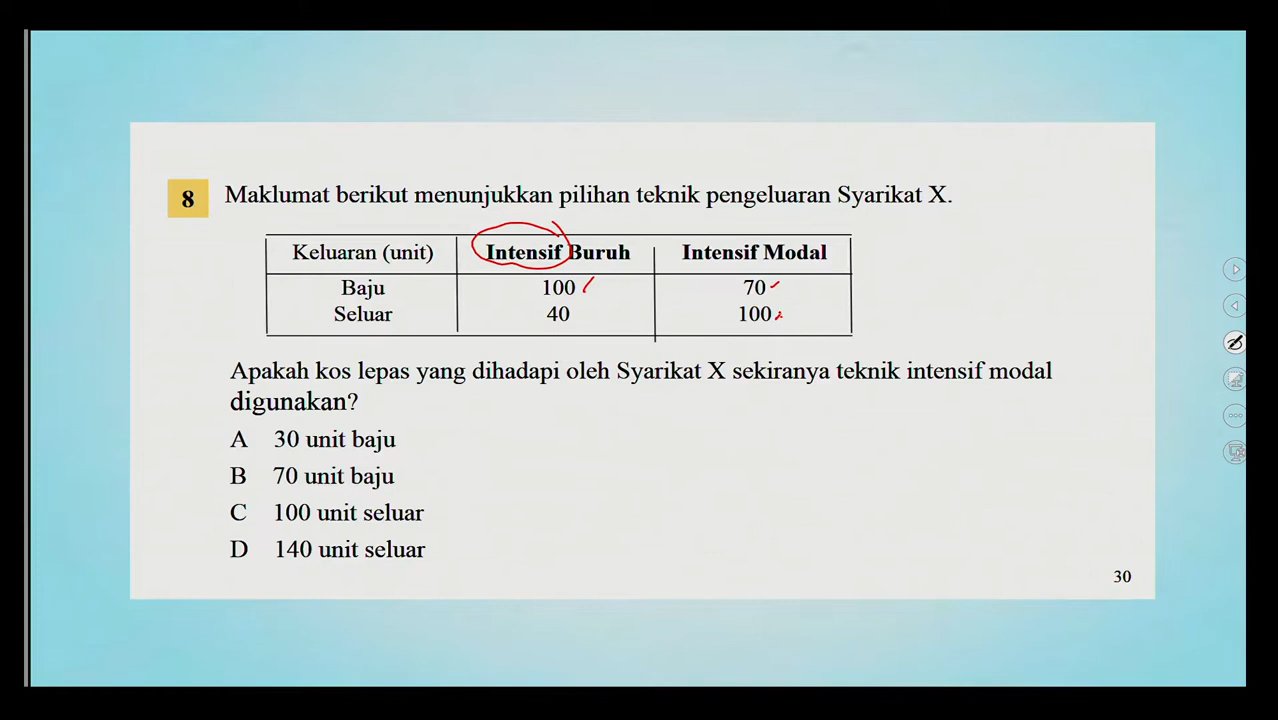 8 Maklumat berikut menunjukkan pilihan teknik pengeluaran Syarikat X.
Keluaran (unit) Intensif Buruh Intensif Modal
Baju 100 70
Seluar 40 100
Apakah kos lepas yang dihadapi oleh Syarikat X sekiranya teknik intensif modal
digunakan?
A 30 unit baju
B 70 unit baju
C 100 unit seluar
D 140 unit seluar
30